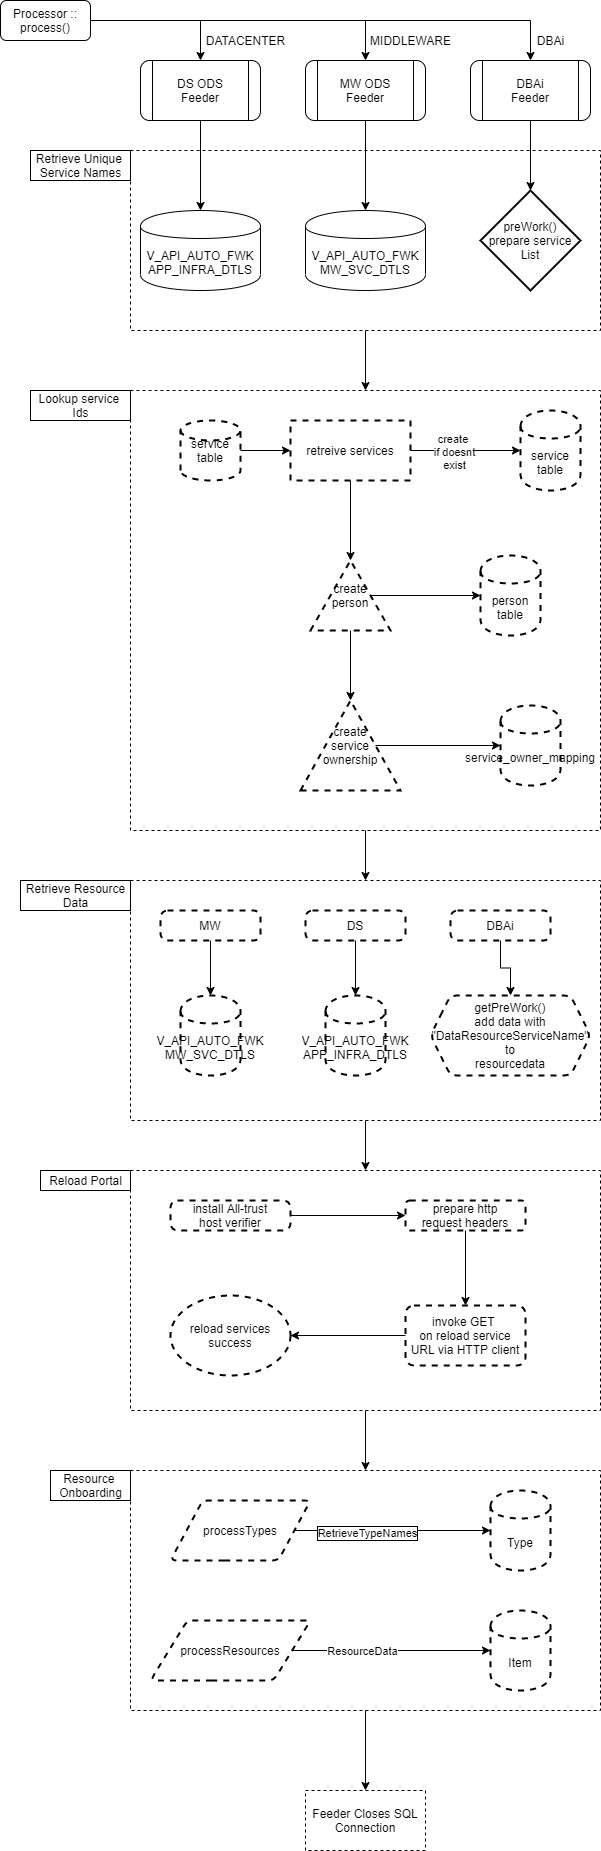 Processor ::
process()
DATACENTER
MIDDLEWARE
DBAi
DS ODS
Feeder
MW ODS
Feeder
DBAi
Feeder
Retrieve Unique
Service Names
V_API_AUTO_FWK
APP_INFRA_DTLS
V_API_AUTO_FWK
MW_SVC_DTLS
preWork()
prepare service
List
Lookup service
Ids
service
table
retreive services
create
if doesnt
exist
service
table
create
person
person
table
create
service
ownership
service_owner_mapping
Retrieve Resource
Data
MW
DS
DBAi
V_API_AUTO_FWK
MW_SVC_DTLS
V_API_AUTO_FWK
APP_INFRA_DTLS
getPreWork()
add data with
"DataResourceServiceName"
to
resourcedata
Reload Portal
install All-trust
host verifier
prepare http
request headers
reload services
success
invoke GET
on reload service
URL via HTTP client
Resource
Onboarding
processTypes
RetrieveTypeNames
Type
processResources
ResourceData
Item
Feeder Closes SQL
Connection